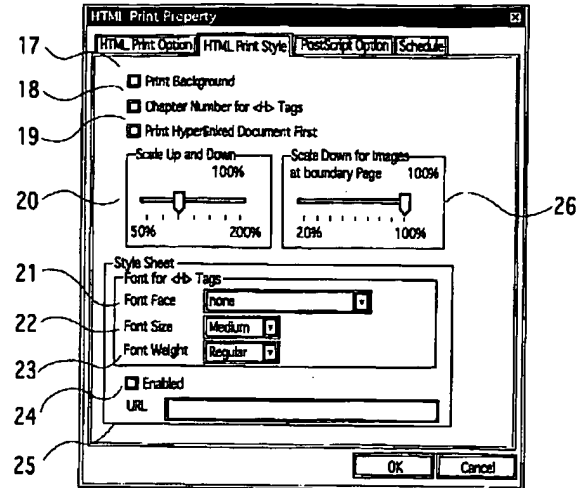 HTML Print Property
HTML Print Option HTML Print Style PostScript Option Schedule
17
18 Print Background
19 Chapter Number for <H> Tags
Print Hyperlinked Document First
Scale Up and Down
100%
20
50% 200%
Scale Down for Images
at boundary Page 100%
20% 100%
26
Style Sheet
Font for <H> Tags
21 Font Face none
22 Font Size Medium
23 Font Weight Regular
24 Enabled
URL
25
OK Cancel